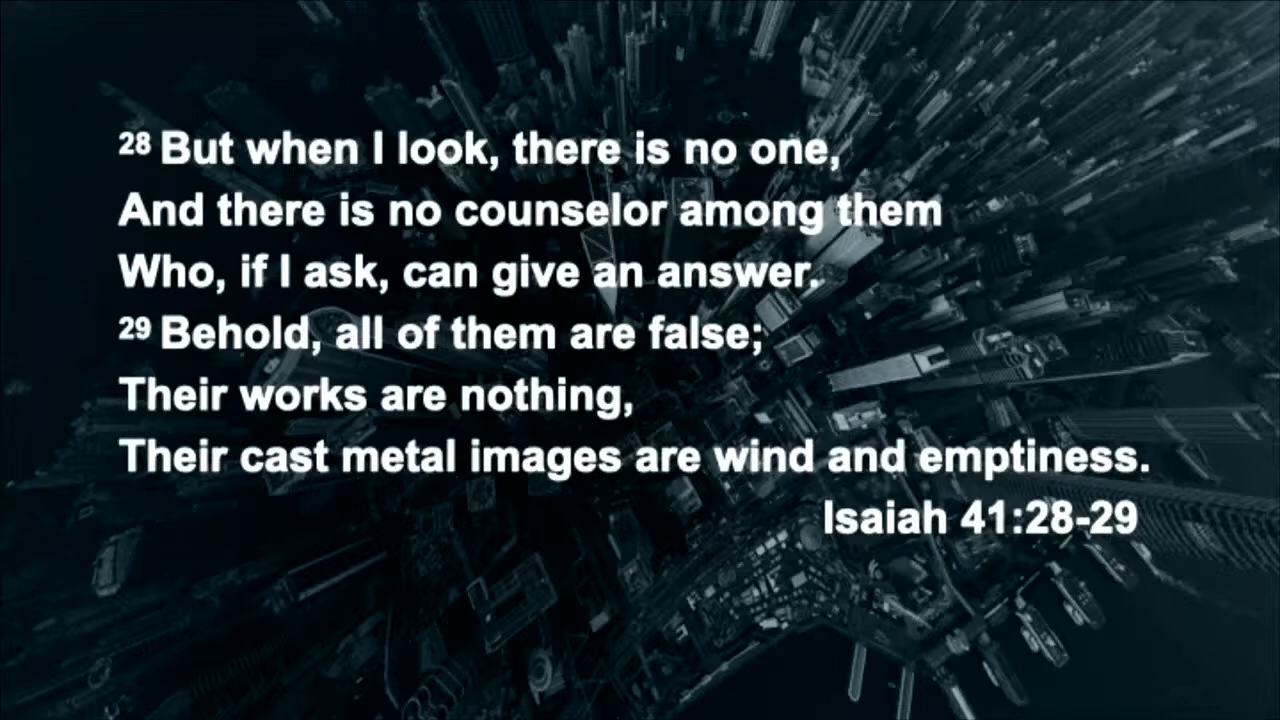 28 But when I look, there is no one,
And there is no counselor among them
Who, if I ask, can give an answer.
29 Behold, all of them are false;
Their works are nothing,
Their cast metal images are wind and emptiness.
Isaiah 41:28-29